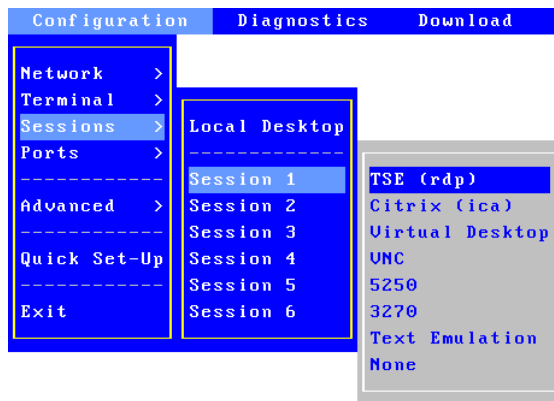 Configuration Diagnostics Download
Network >
Terminal >
Sessions >
Ports >
------------
Advanced >
------------
Quick Set-Up
------------
Exit
Local Desktop
-------------
Session 1
Session 2
Session 3
Session 4
Session 5
Session 6
TSE (rdp)
Citrix (ica)
Virtual Desktop
VNC
5250
3270
Text Emulation
None